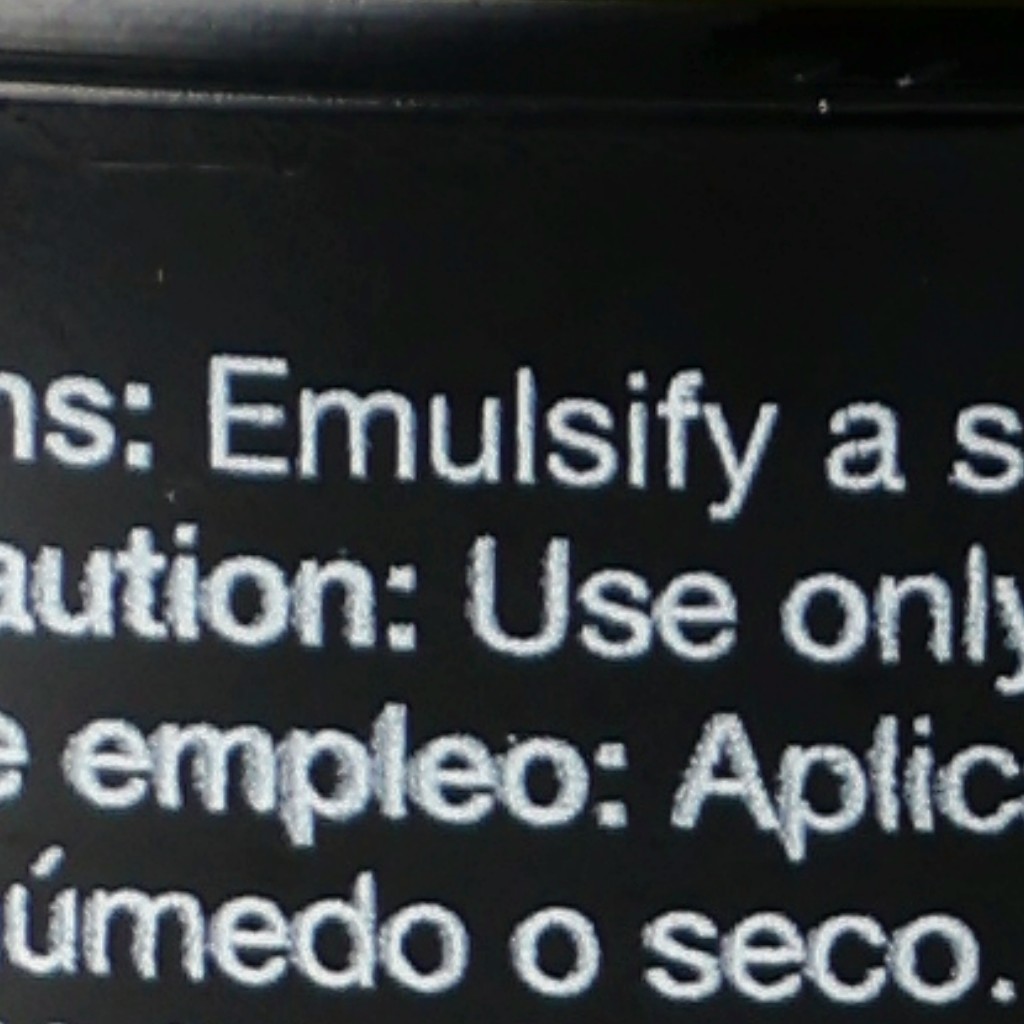 ns: Emulsify a s
aution: Use only
e empleo: Aplic
úmedo o seco.